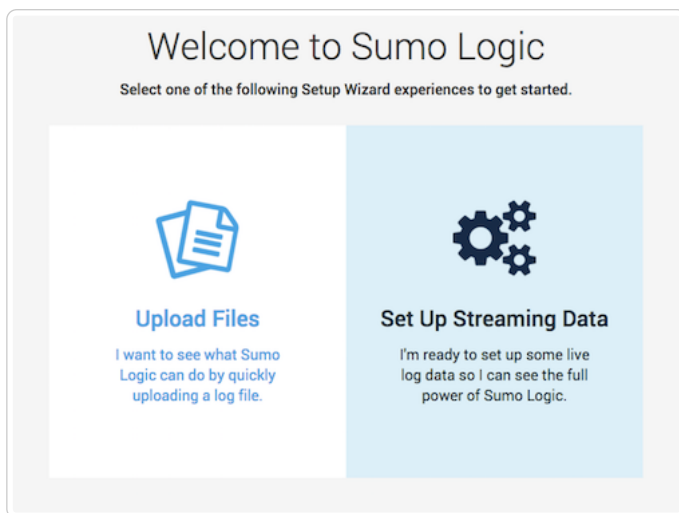 Welcome to Sumo Logic
Select one of the following Setup Wizard experiences to get started.
Upload Files
I want to see what Sumo
Logic can do by quickly
uploading a log file.
Set Up Streaming Data
I'm ready to set up some live
log data so I can see the full
power of Sumo Logic.